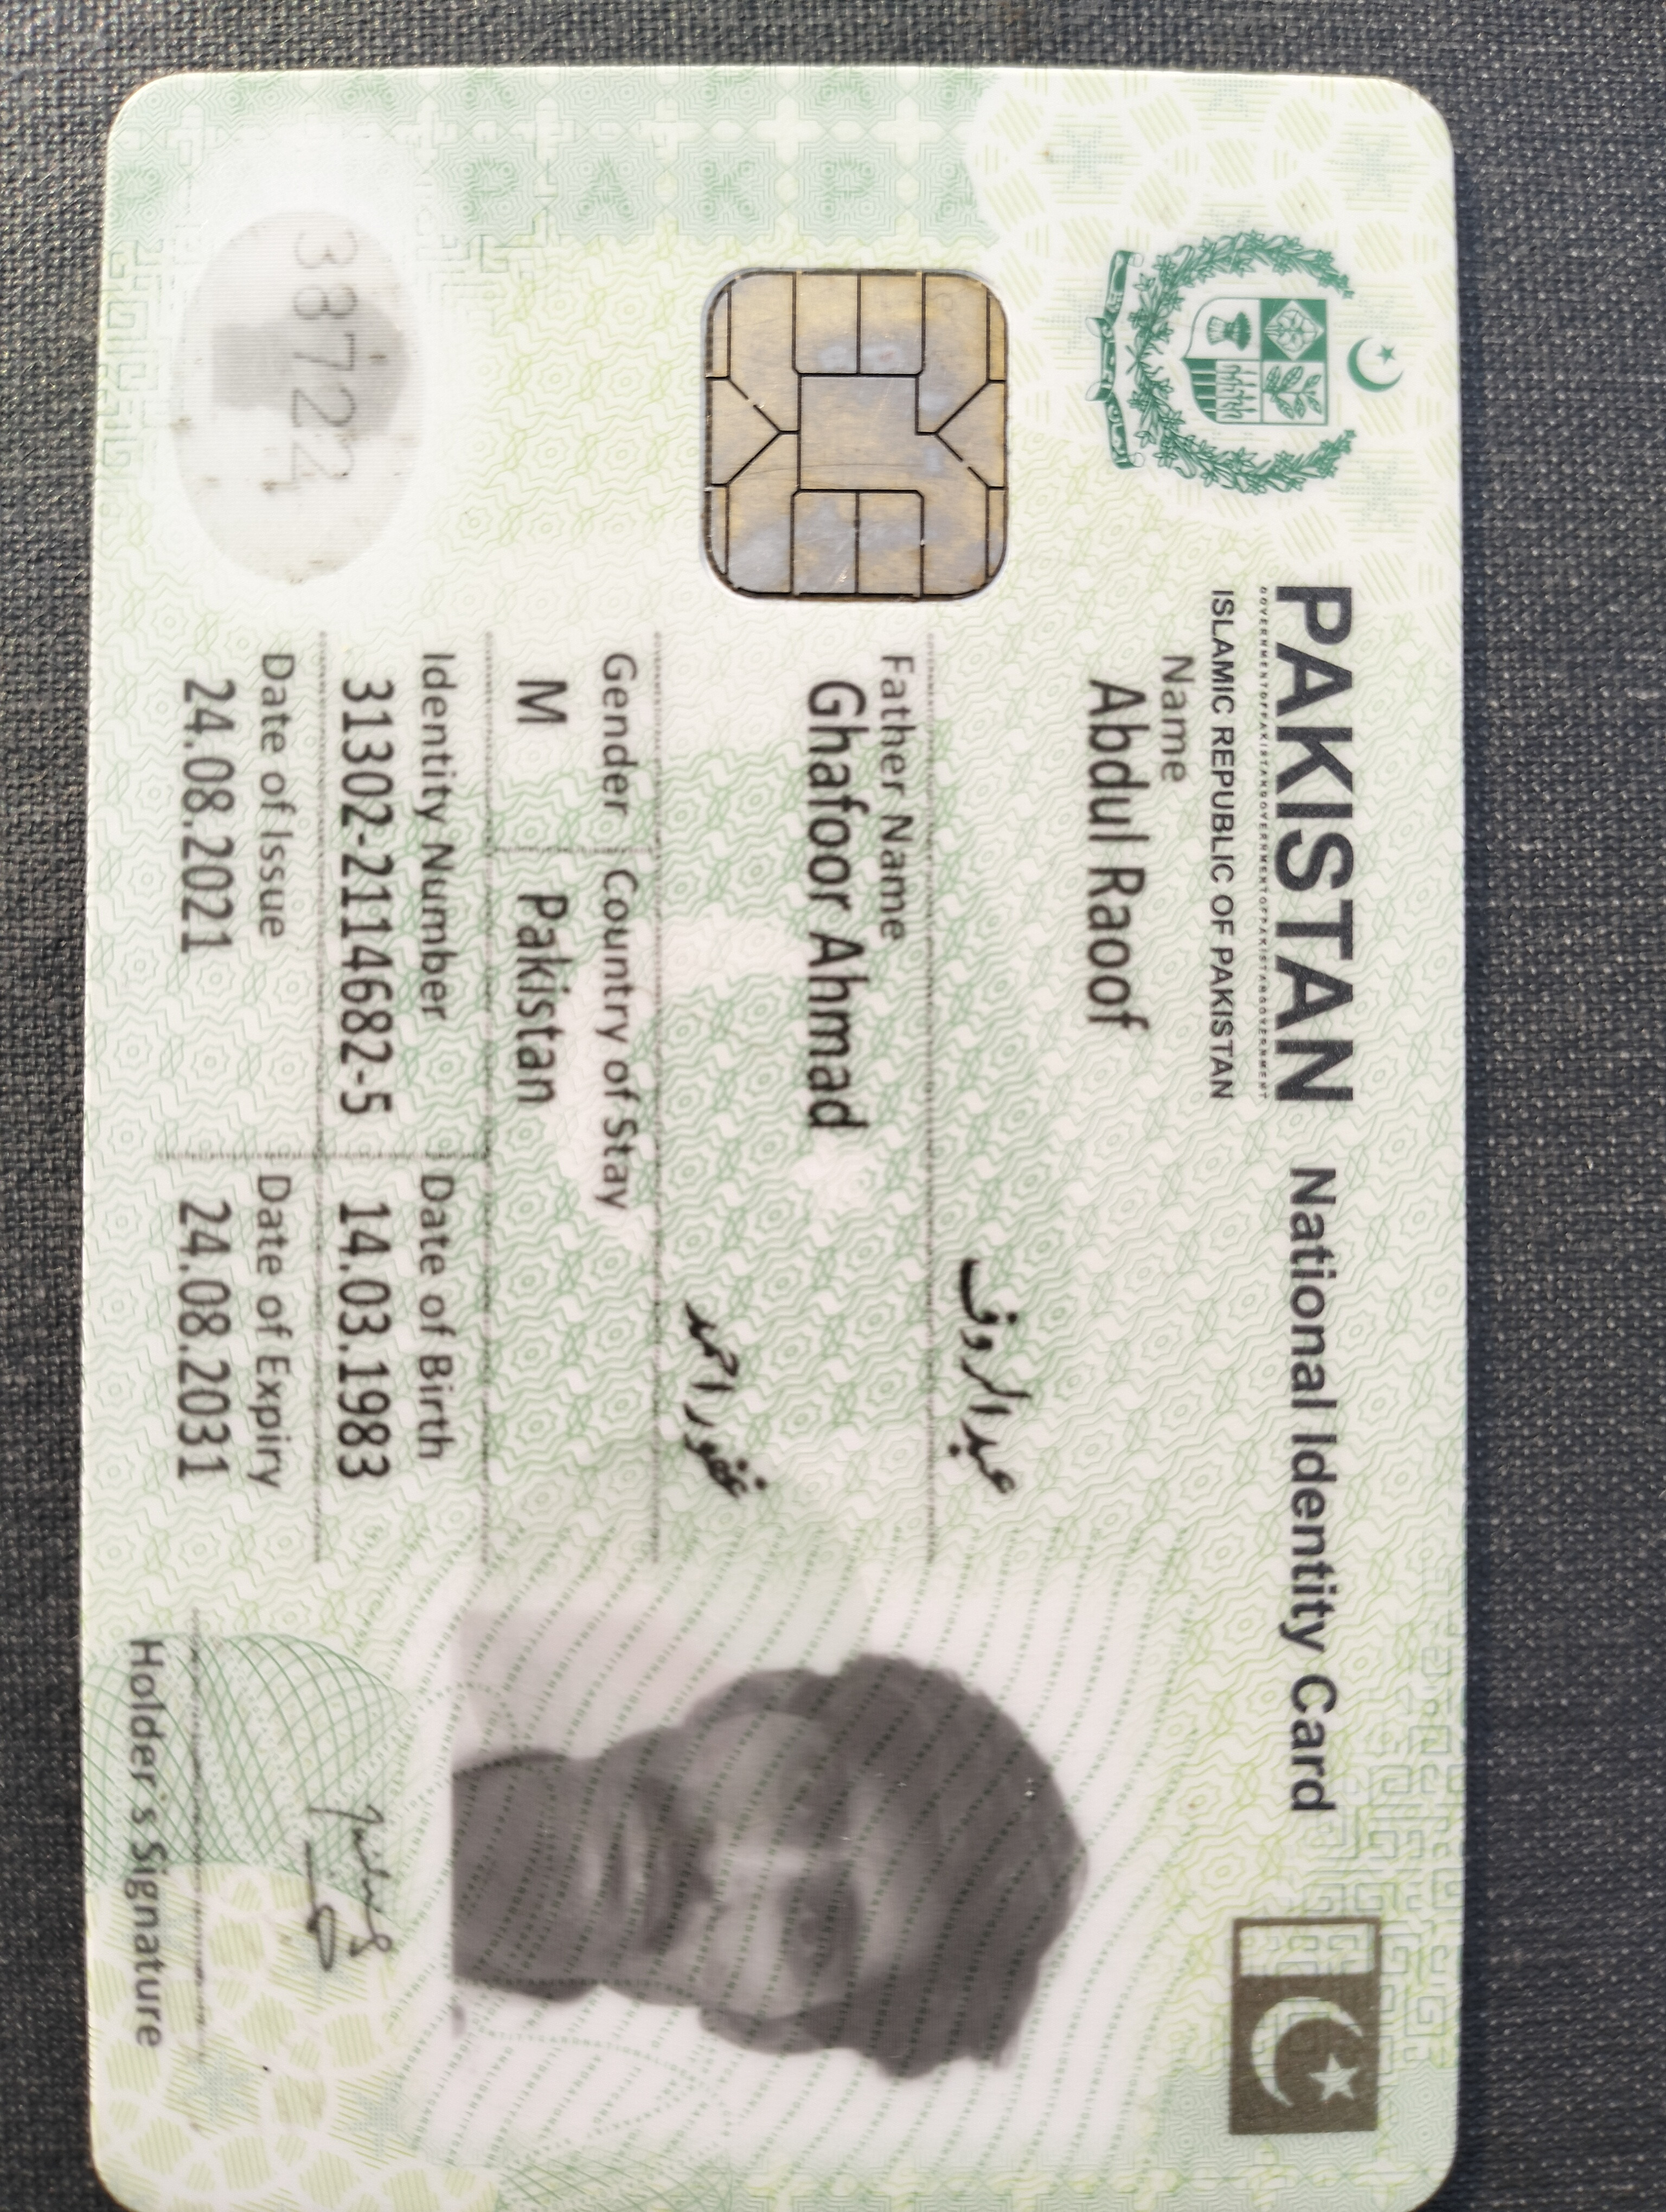 PAKISTAN National Identity Card
ISLAMIC REPUBLIC OF PAKISTAN
Name
Abdul Raoof
عبدالروف
Father Name
Ghafoor Ahmad
غفور احمد
Gender Country of Stay
M Pakistan
Identity Number Date of Birth
31302-2114682-5 14.03.1983
Date of Issue Date of Expiry
24.08.2021 24.08.2031
Holder's Signature
PAKP